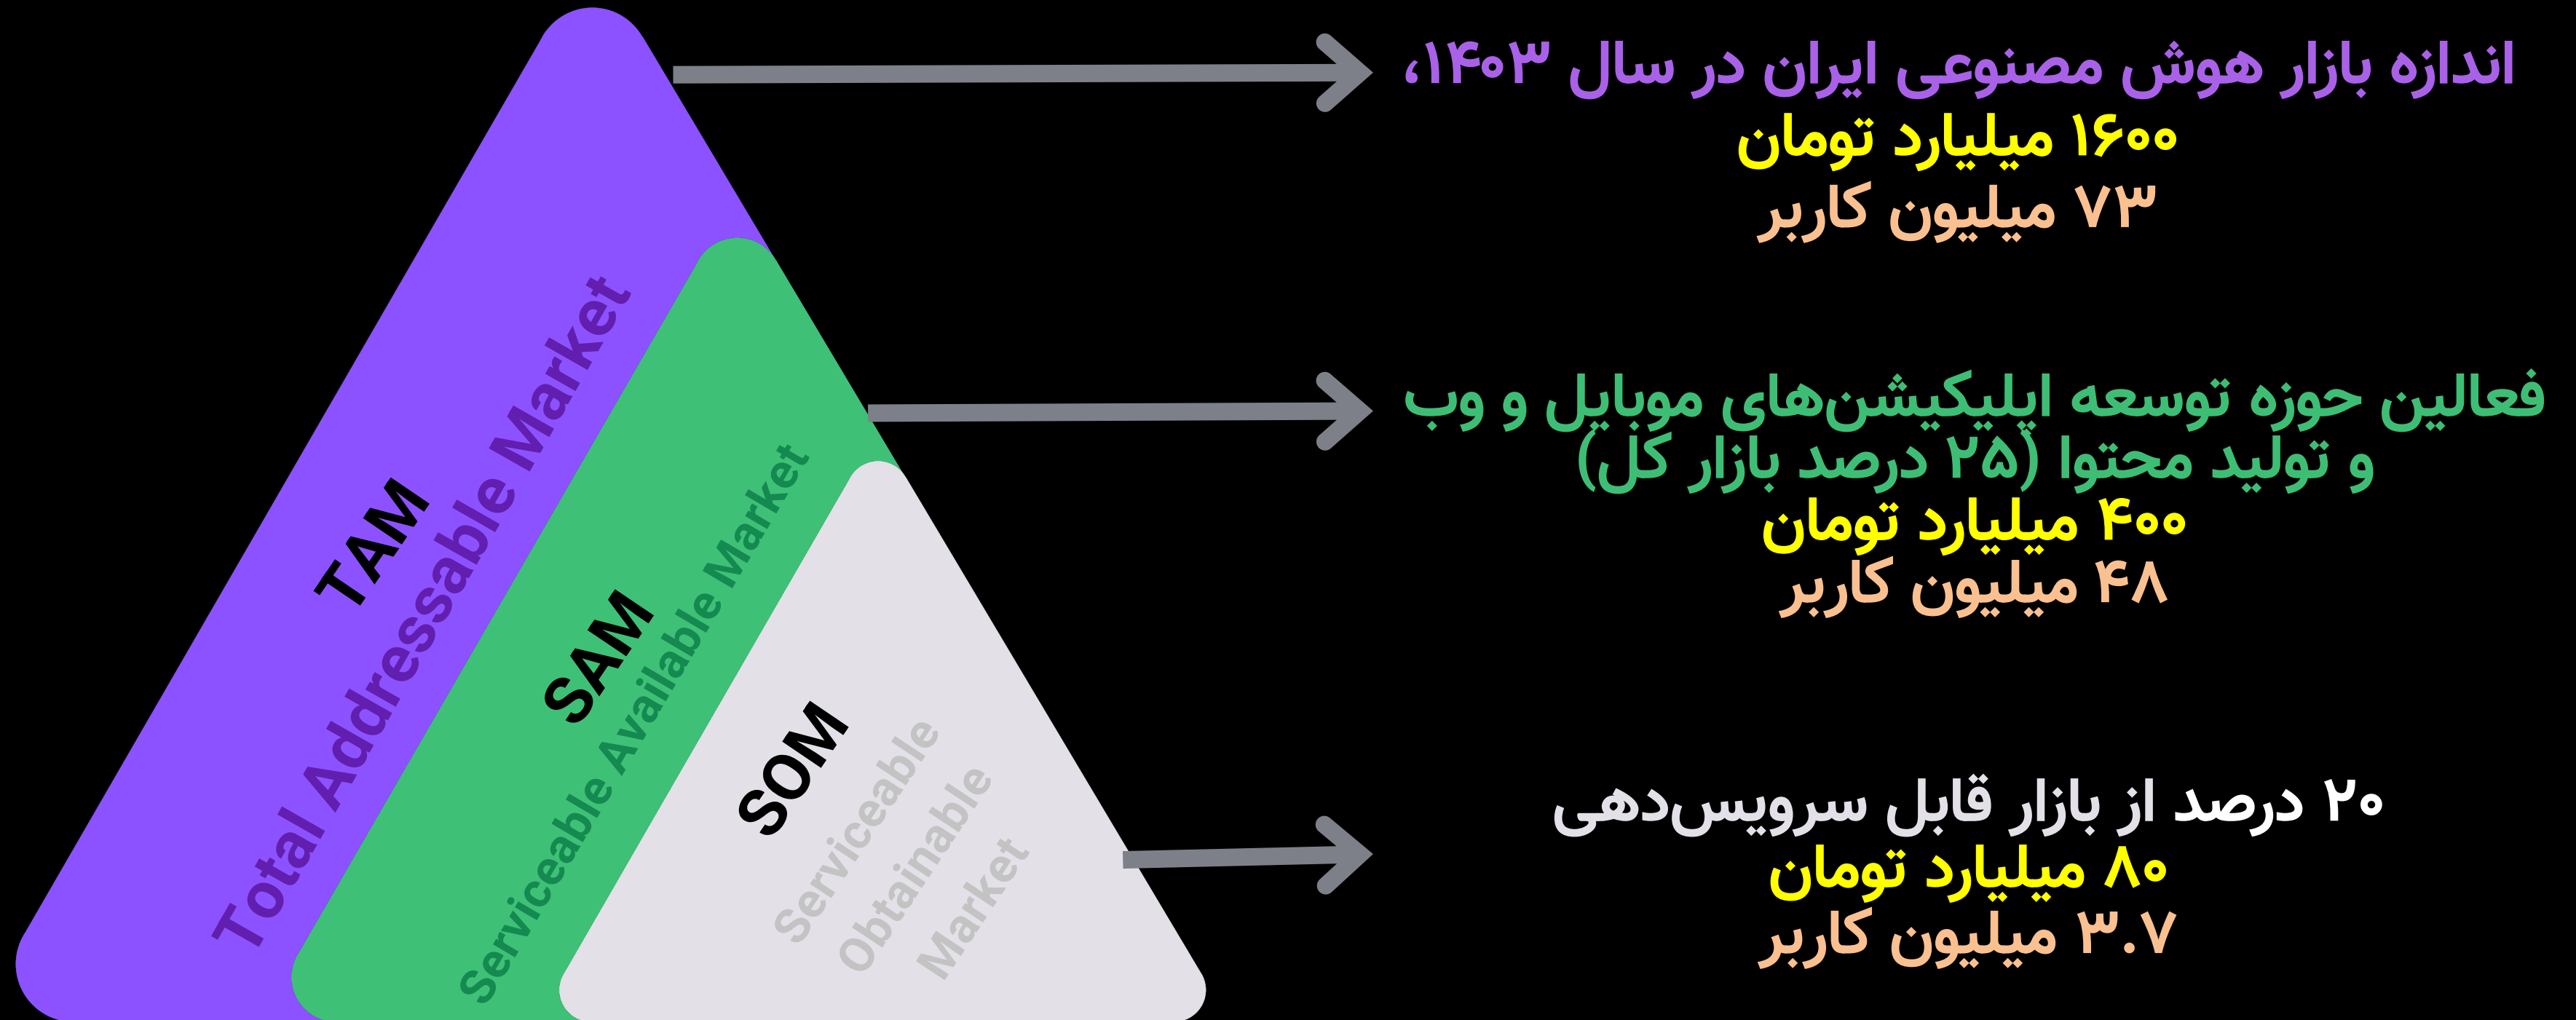 اندازه بازار هوش مصنوعی ایران در سال ۱۴۰۳،
۱۶۰۰ میلیارد تومان
۷۳ میلیون کاربر
فعالین حوزه توسعه اپلیکیشن‌های موبایل و وب
و تولید محتوا (۲۵ درصد بازار کل)
۴۰۰ میلیارد تومان
۴۸ میلیون کاربر
۲۰ درصد از بازار قابل سرویس‌دهی
۸۰ میلیارد تومان
۳.۷ میلیون کاربر
TAM
Total Addressable Market
SAM
Serviceable Available Market
SOM
Serviceable
Obtainable
Market